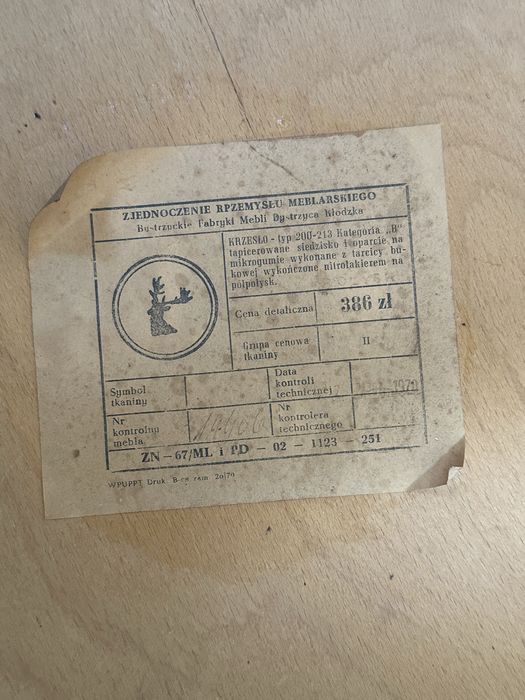 ZJEDNOCZENIE RPZEMYSŁU MEBLARSKIEGO
Bystrzyckie Fabryki Mebli Bystrzyca Kłodzka
KRZESŁO - typ 200-213 Kategoria „B"
tapicerowane siedzisko i oparcie na
mikrogumie wykonane z tarcicy bu-
kowej wykończone nitrolakierem na
półpołysk.
Cena detaliczna
386 zł
Grupa cenowa
tkaniny
II
Symbol
tkaniny
Data
kontroli
technicznej
1970
Nr
kontrolny
mebla
Nr
kontrolera
technicznego
ZN - 67/ML i PD - 02 - 1123 - 251
WPUPPT Druk. B-ca zam. 20/70